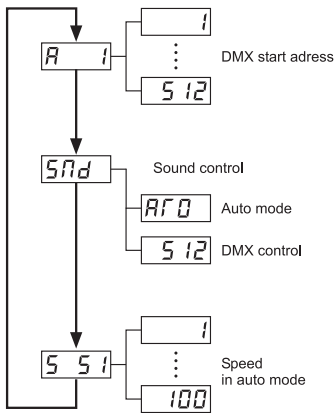 1
A 1
DMX start adress
512
Snd
Sound control
Aro
Auto mode
512
DMX control
1
S 51
Speed
in auto mode
100